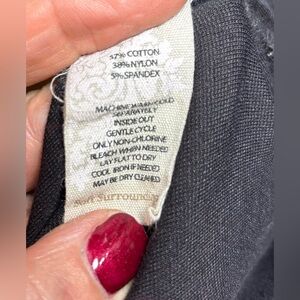 57% COTTON
38% NYLON
5% SPANDEX
MACHINE WASH COLD
SEPARATELY
INSIDE OUT
GENTLE CYCLE
ONLY NON-CHLORINE
BLEACH WHEN NEEDED
LAY FLAT TO DRY
COOL IRON IF NEEDED
MAY BE DRY CLEANED
Soft Surroundings